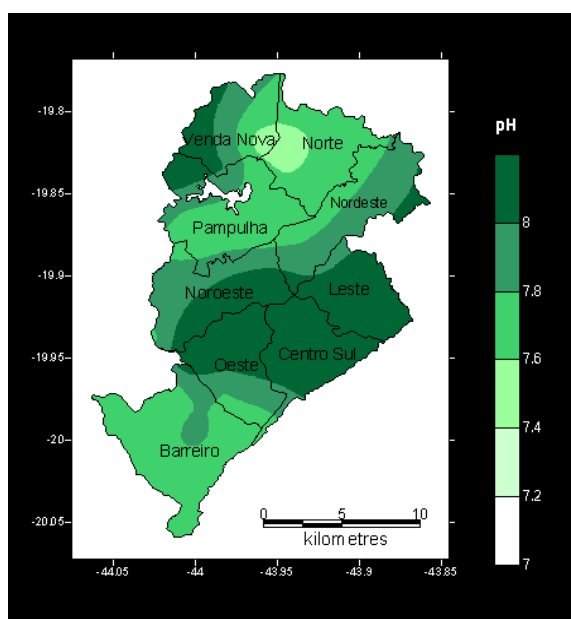 -19.8
-19.85
-19.9
-19.95
-20
-20.05
Venda Nova
Norte
Nordeste
Pampulha
Noroeste
Leste
Oeste
Centro Sul
Barreiro
0 5 10
kilometres
-44.05 -44 -43.95 -43.9 -43.85
pH
8
7.8
7.6
7.4
7.2
7